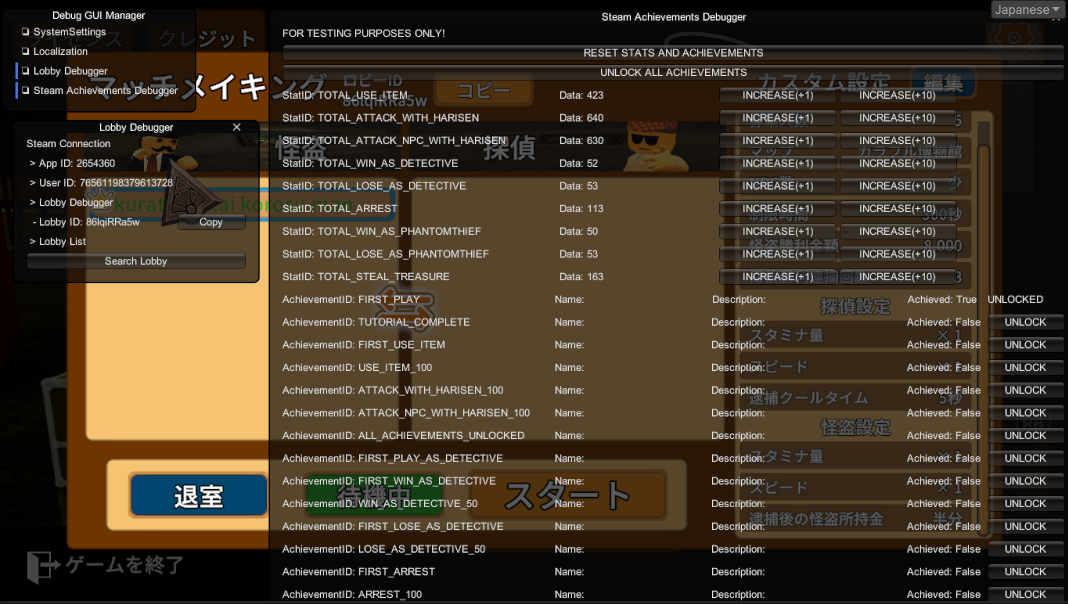 Debug GUI Manager
SystemSettings
Localization
Lobby Debugger
Steam Achievements Debugger
Steam Achievements Debugger
Japanese
FOR TESTING PURPOSES ONLY!
RESET STATS AND ACHIEVEMENTS
UNLOCK ALL ACHIEVEMENTS
クレジット
マッチメイキング
ロビーID
86lqiRRa5w
コピー
カスタム設定
編集
Lobby Debugger
Steam Connection
> App ID: 2654360
> User ID: 76561198379613728
> Lobby Debugger
- Lobby ID: 86lqiRRa5w
Copy
> Lobby List
Search Lobby
怪盗
探偵
StatID: TOTAL_USE_ITEM Data: 423 INCREASE(+1) INCREASE(+10)
StatID: TOTAL_ATTACK_WITH_HARISEN Data: 640 INCREASE(+1) INCREASE(+10)
StatID: TOTAL_ATTACK_NPC_WITH_HARISEN Data: 630 INCREASE(+1) INCREASE(+10)
StatID: TOTAL_WIN_AS_DETECTIVE Data: 52 INCREASE(+1) INCREASE(+10)
StatID: TOTAL_LOSE_AS_DETECTIVE Data: 53 INCREASE(+1) INCREASE(+10)
StatID: TOTAL_ARREST Data: 113 INCREASE(+1) INCREASE(+10)
StatID: TOTAL_WIN_AS_PHANTOMTHIEF Data: 50 INCREASE(+1) INCREASE(+10)
StatID: TOTAL_LOSE_AS_PHANTOMTHIEF Data: 53 INCREASE(+1) INCREASE(+10)
StatID: TOTAL_STEAL_TREASURE Data: 163 INCREASE(+1) INCREASE(+10)
AchievementID: FIRST_PLAY Name: Description: Achieved: True UNLOCKED
AchievementID: TUTORIAL_COMPLETE Name: Description: Achieved: False UNLOCK
AchievementID: FIRST_USE_ITEM Name: Description: Achieved: False UNLOCK
AchievementID: USE_ITEM_100 Name: Description: Achieved: False UNLOCK
AchievementID: ATTACK_WITH_HARISEN_100 Name: Description: Achieved: False UNLOCK
AchievementID: ATTACK_NPC_WITH_HARISEN_100 Name: Description: Achieved: False UNLOCK
AchievementID: ALL_ACHIEVEMENTS_UNLOCKED Name: Description: Achieved: False UNLOCK
AchievementID: FIRST_PLAY_AS_DETECTIVE Name: Description: Achieved: False UNLOCK
AchievementID: FIRST_WIN_AS_DETECTIVE Name: Description: Achieved: False UNLOCK
AchievementID: WIN_AS_DETECTIVE_50 Name: Description: Achieved: False UNLOCK
AchievementID: FIRST_LOSE_AS_DETECTIVE Name: Description: Achieved: False UNLOCK
AchievementID: LOSE_AS_DETECTIVE_50 Name: Description: Achieved: False UNLOCK
AchievementID: FIRST_ARREST Name: Description: Achieved: False UNLOCK
AchievementID: ARREST_100 Name: Description: Achieved: False UNLOCK
8,000
探偵設定
スタミナ量 × 1
スピード
逮捕クールタイム 5秒
怪盗設定
スタミナ量
スピード × 1
逮捕後の怪盗所持金 半分
退室
待機中
スタート
ゲームを終了